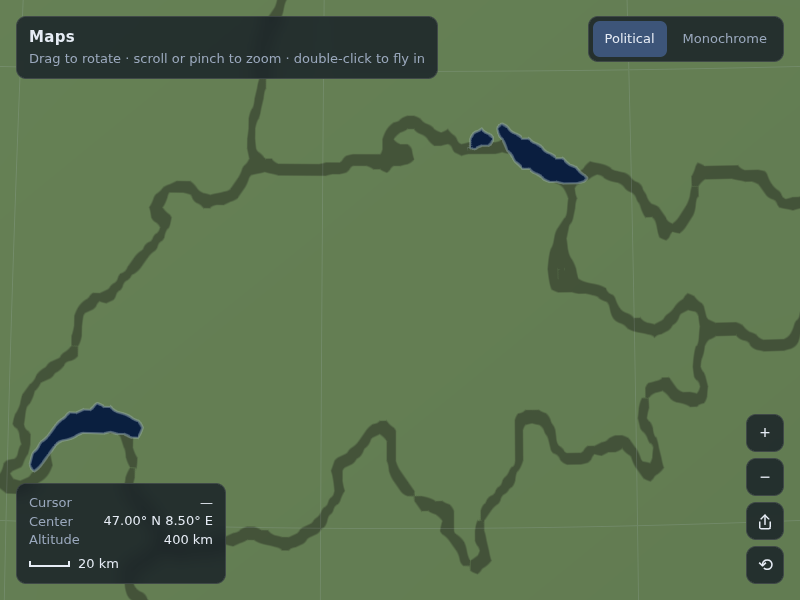 Maps
Drag to rotate · scroll or pinch to zoom · double-click to fly in
Political
Monochrome
Cursor —
Center 47.00° N 8.50° E
Altitude 400 km
20 km
+
−
⟲